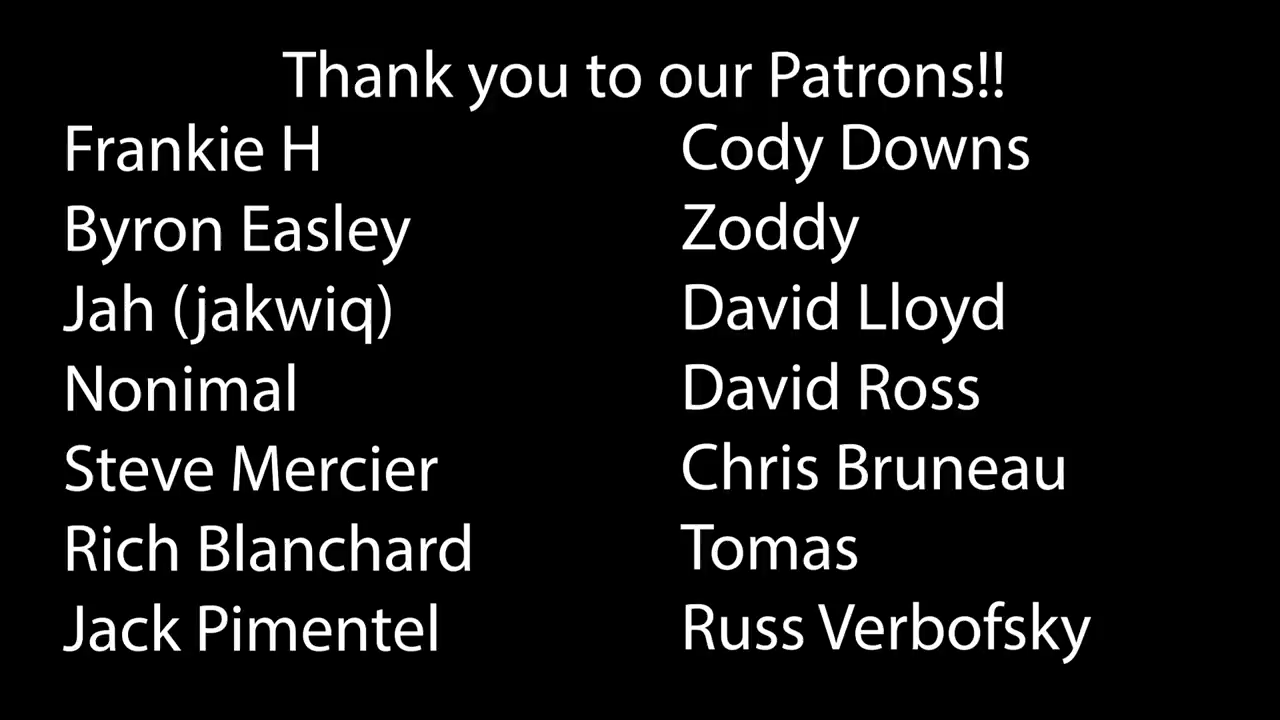 Thank you to our Patrons!!
Frankie H
Byron Easley
Jah (jakwiq)
Nonimal
Steve Mercier
Rich Blanchard
Jack Pimentel
Cody Downs
Zoddy
David Lloyd
David Ross
Chris Bruneau
Tomas
Russ Verbofsky